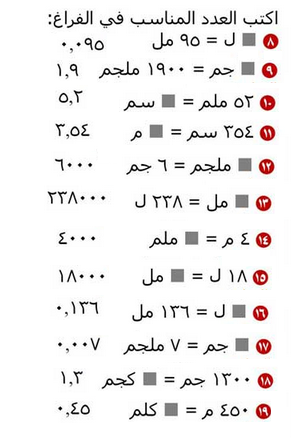 اكتب العدد المناسب في الفراغ:
٨ ■ ل = ٩٥ مل ٠,٠٩٥
٩ ■ جم = ١٩٠٠ ملجم ١,٩
١٠ ٥٢ ملم = ■ سم ٥,٢
١١ ٣٥٤ سم = ■ م ٣,٥٤
١٢ ■ ملجم = ٦ جم ٦٠٠٠
١٣ ■ مل = ٢٣٨ ل ٢٣٨٠٠٠
١٤ ٤ م = ■ ملم ٤٠٠٠
١٥ ١٨ ل = ■ مل ١٨٠٠٠
١٦ ■ ل = ١٣٦ مل ٠,١٣٦
١٧ ■ جم = ٧ ملجم ٠,٠٠٧
١٨ ١٣٠٠ جم = ■ كجم ١,٣
١٩ ٤٥٠ م = ■ كلم ٠,٤٥